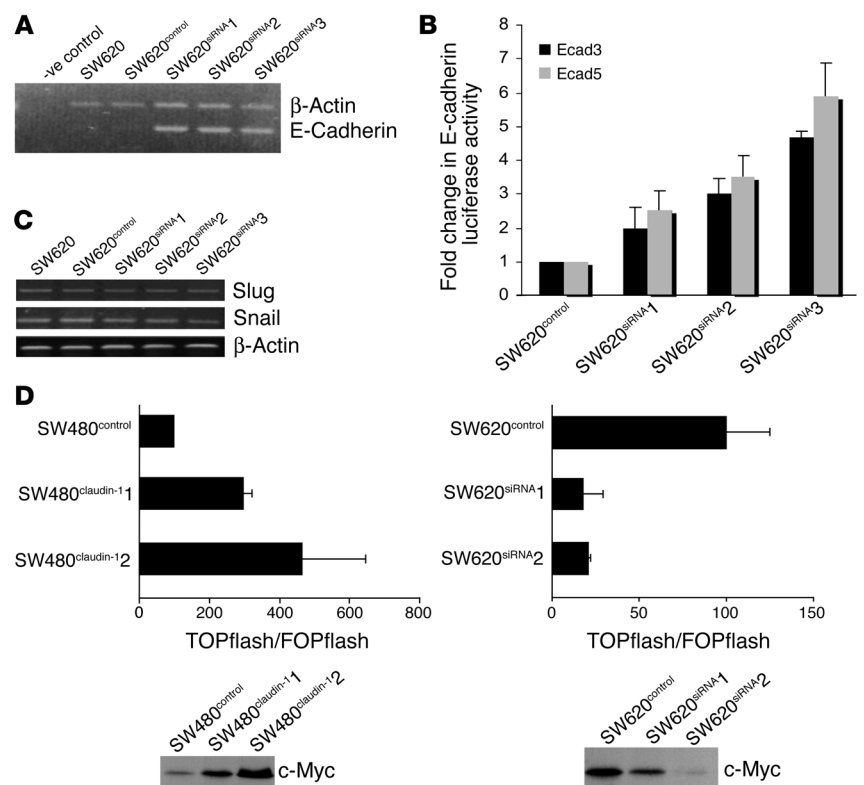 A
-ve control
SW620
SW620control
SW620siRNA1
SW620siRNA2
SW620siRNA3
β-Actin
E-Cadherin
B
Fold change in E-cadherin
luciferase activity
8
7
6
5
4
3
2
1
0
Ecad3
Ecad5
SW620control
SW620siRNA1
SW620siRNA2
SW620siRNA3
C
SW620
SW620control
SW620siRNA1
SW620siRNA2
SW620siRNA3
Slug
Snail
β-Actin
D
SW480control
SW480claudin-11
SW480claudin-12
0 200 400 600 800
TOPflash/FOPflash
SW620control
SW620siRNA1
SW620siRNA2
0 50 100 150
TOPflash/FOPflash
SW480control
SW480claudin-11
SW480claudin-12
c-Myc
SW620control
SW620siRNA1
SW620siRNA2
c-Myc